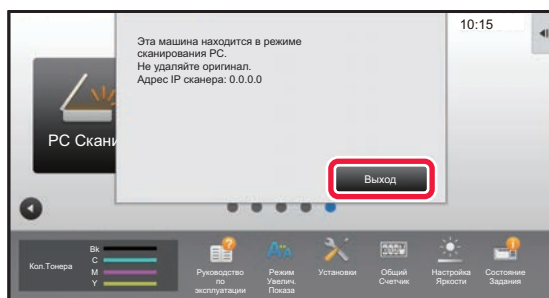 10:15
Эта машина находится в режиме
сканирования PC.
Не удаляйте оригинал.
Адрес IP сканера: 0.0.0.0
PC Скани
Выход
Кол.Тонера
Bk
C
M
Y
Руководство
по
эксплуатации
Режим
Увелич.
Показа
Установки
Общий
Счетчик
Настройка
Яркости
Состояние
Задания